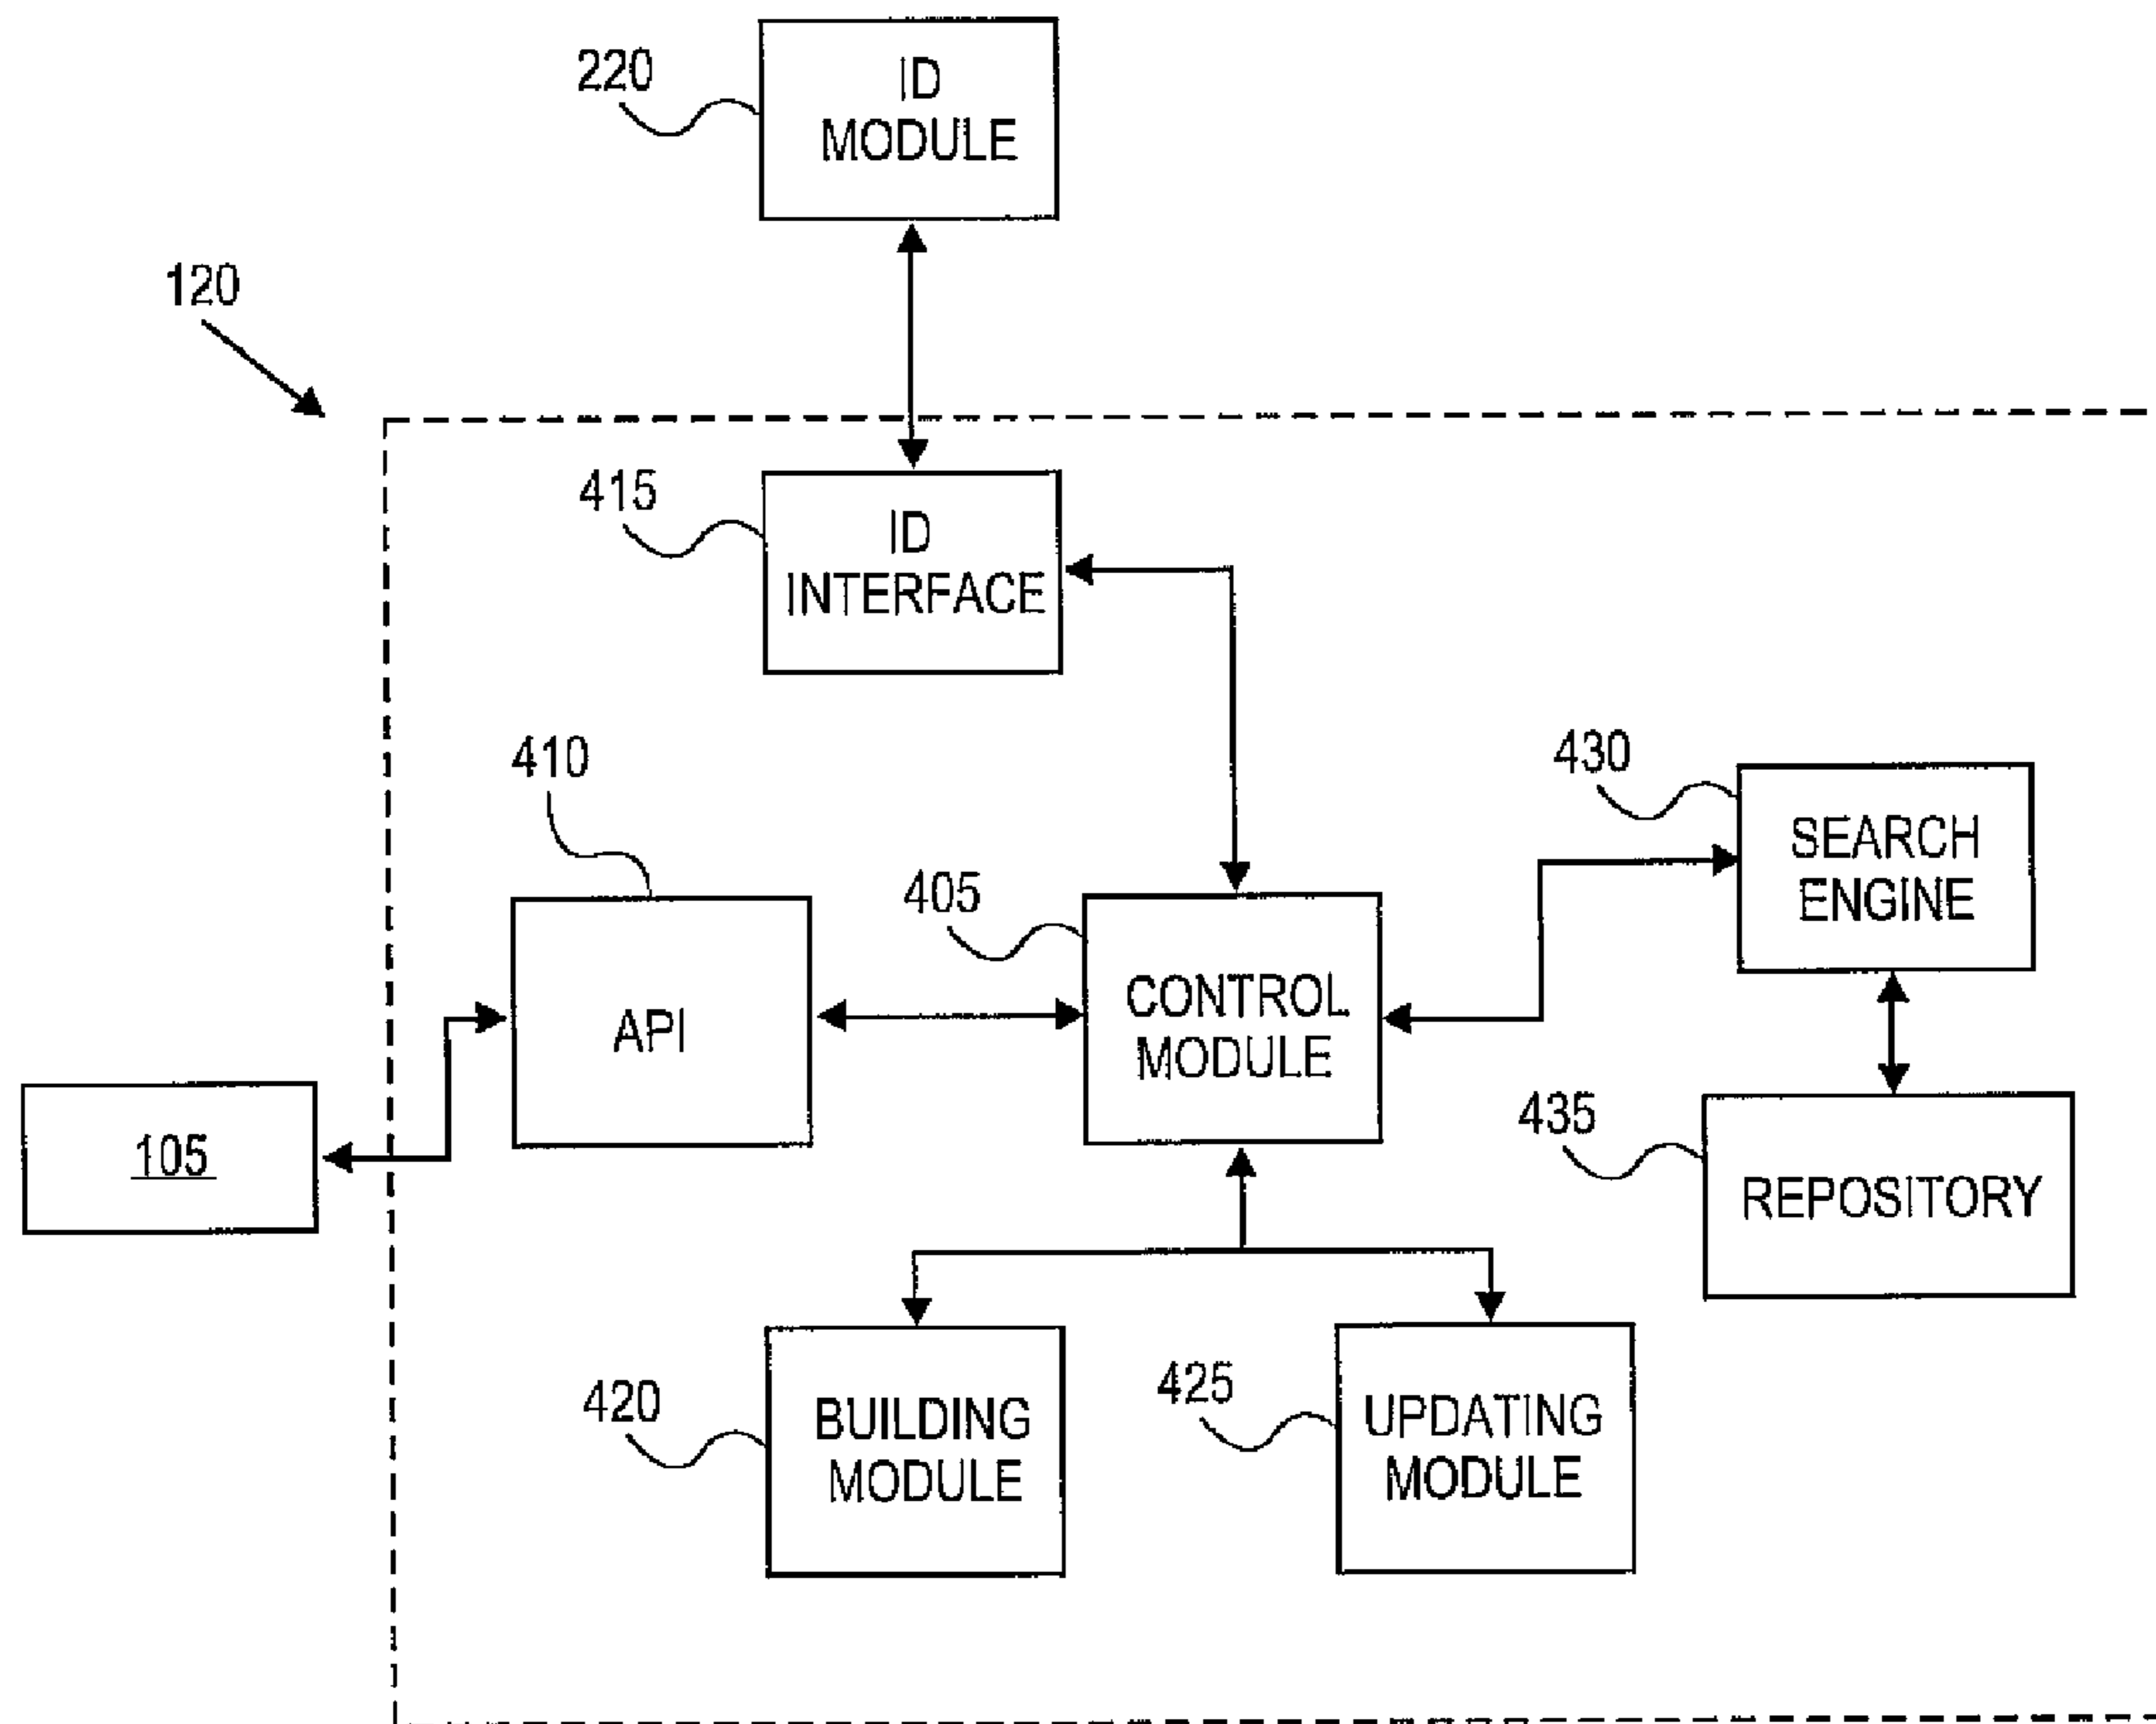 220
ID
MODULE
120
415
ID
INTERFACE
410
430
SEARCH
ENGINE
405
CONTROL
MODULE
API
105
435
REPOSITORY
420
BUILDING
MODULE
425
UPDATING
MODULE